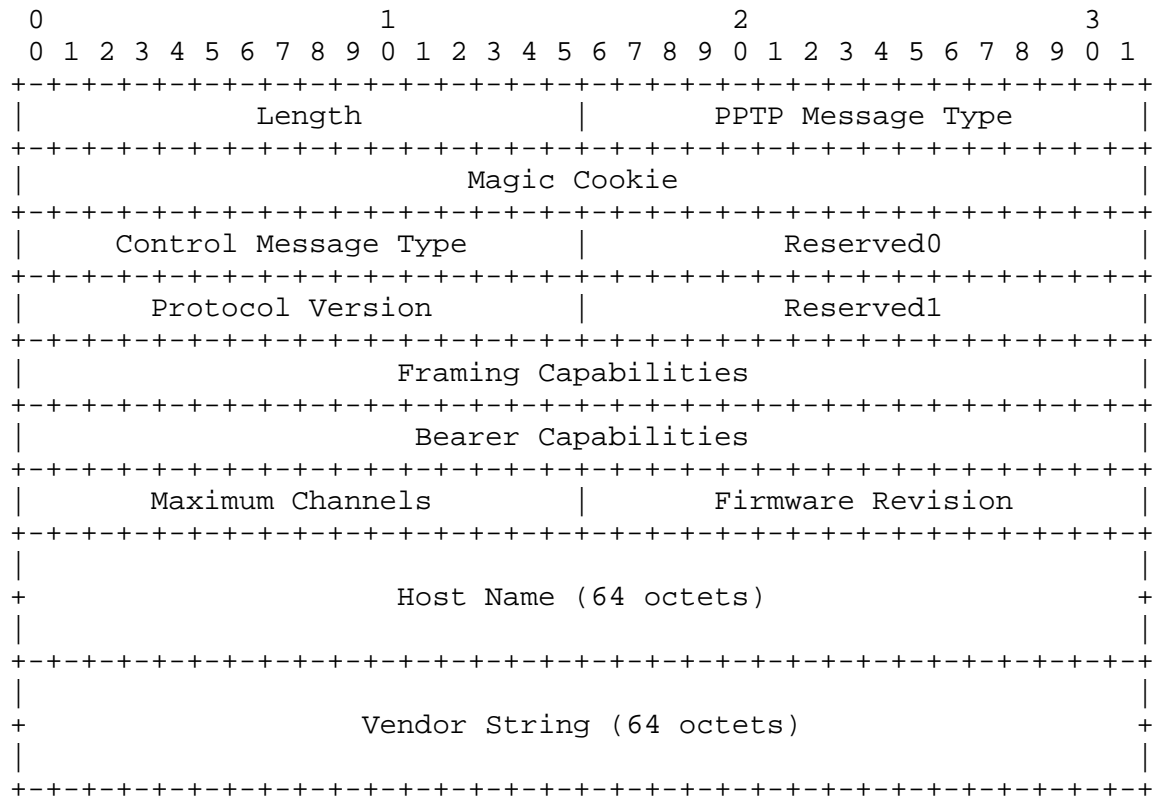 0                   1                   2                   3
 0 1 2 3 4 5 6 7 8 9 0 1 2 3 4 5 6 7 8 9 0 1 2 3 4 5 6 7 8 9 0 1
+-+-+-+-+-+-+-+-+-+-+-+-+-+-+-+-+-+-+-+-+-+-+-+-+-+-+-+-+-+-+-+-+
|             Length            |       PPTP Message Type       |
+-+-+-+-+-+-+-+-+-+-+-+-+-+-+-+-+-+-+-+-+-+-+-+-+-+-+-+-+-+-+-+-+
|                         Magic Cookie                          |
+-+-+-+-+-+-+-+-+-+-+-+-+-+-+-+-+-+-+-+-+-+-+-+-+-+-+-+-+-+-+-+-+
|     Control Message Type      |           Reserved0           |
+-+-+-+-+-+-+-+-+-+-+-+-+-+-+-+-+-+-+-+-+-+-+-+-+-+-+-+-+-+-+-+-+
|       Protocol Version        |           Reserved1           |
+-+-+-+-+-+-+-+-+-+-+-+-+-+-+-+-+-+-+-+-+-+-+-+-+-+-+-+-+-+-+-+-+
|                     Framing Capabilities                      |
+-+-+-+-+-+-+-+-+-+-+-+-+-+-+-+-+-+-+-+-+-+-+-+-+-+-+-+-+-+-+-+-+
|                      Bearer Capabilities                      |
+-+-+-+-+-+-+-+-+-+-+-+-+-+-+-+-+-+-+-+-+-+-+-+-+-+-+-+-+-+-+-+-+
|       Maximum Channels        |       Firmware Revision       |
+-+-+-+-+-+-+-+-+-+-+-+-+-+-+-+-+-+-+-+-+-+-+-+-+-+-+-+-+-+-+-+-+
|                                                               |
+                     Host Name (64 octets)                     +
|                                                               |
+-+-+-+-+-+-+-+-+-+-+-+-+-+-+-+-+-+-+-+-+-+-+-+-+-+-+-+-+-+-+-+-+
|                                                               |
+                   Vendor String (64 octets)                   +
|                                                               |
+-+-+-+-+-+-+-+-+-+-+-+-+-+-+-+-+-+-+-+-+-+-+-+-+-+-+-+-+-+-+-+-+